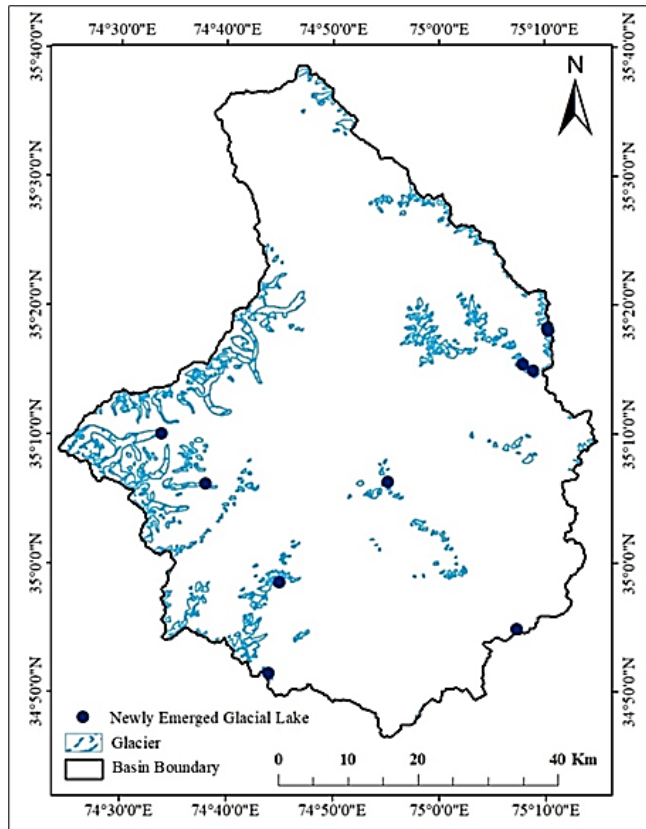 74°30'0"E 74°40'0"E 74°50'0"E 75°0'0"E 75°10'0"E
35°40'0"N 35°40'0"N
N
35°30'0"N 35°30'0"N
35°20'0"N 35°20'0"N
35°10'0"N 35°10'0"N
35°0'0"N 35°0'0"N
34°50'0"N 34°50'0"N
Newly Emerged Glacial Lake
Glacier
Basin Boundary
0 10 20 40 Km
74°30'0"E 74°40'0"E 74°50'0"E 75°0'0"E 75°10'0"E